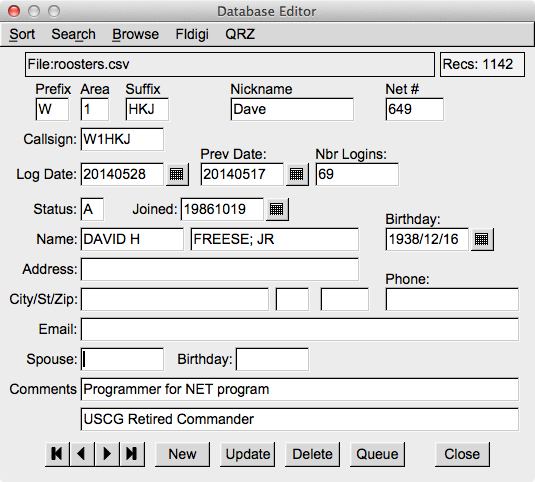 Database Editor
Sort Search Browse Fldigi QRZ
File:roosters.csv Recs: 1142
Prefix Area Suffix Nickname Net #
W 1 HKJ Dave 649
Callsign: W1HKJ
Prev Date: Nbr Logins:
Log Date: 20140528 20140517 69
Status: A Joined: 19861019
Birthday:
Name: DAVID H FREESE; JR 1938/12/16
Address:
Phone:
City/St/Zip:
Email:
Spouse: Birthday:
Comments Programmer for NET program
USCG Retired Commander
New Update Delete Queue Close